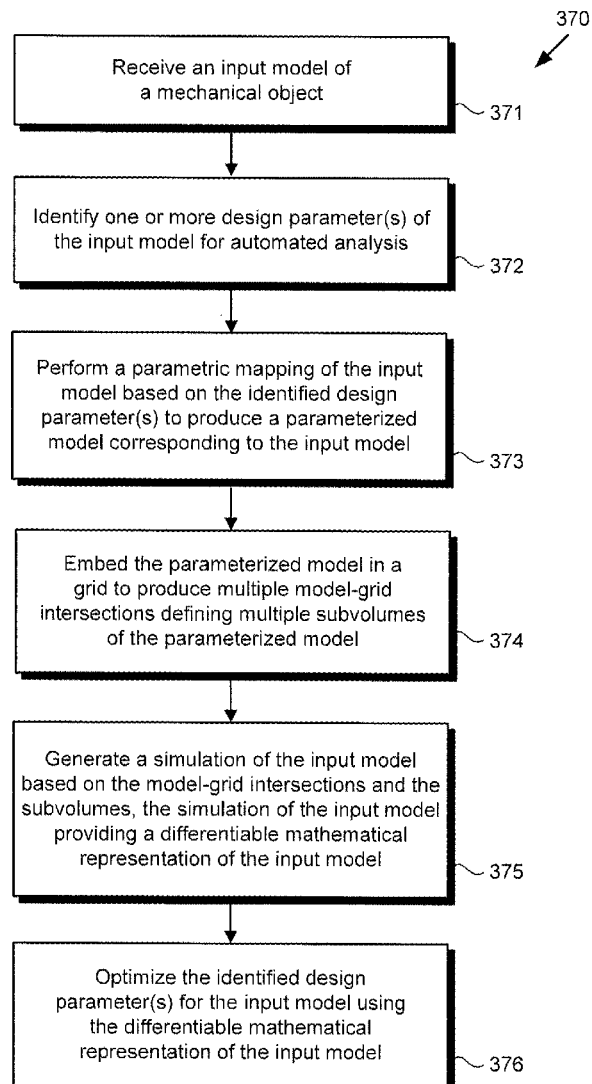 370
Receive an input model of
a mechanical object
371
Identify one or more design parameter(s) of
the input model for automated analysis
372
Perform a parametric mapping of the input
model based on the identified design
parameter(s) to produce a parameterized
model corresponding to the input model
373
Embed the parameterized model in a
grid to produce multiple model-grid
intersections defining multiple subvolumes
of the parameterized model
374
Generate a simulation of the input model
based on the model-grid intersections and the
subvolumes, the simulation of the input model
providing a differentiable mathematical
representation of the input model
375
Optimize the identified design
parameter(s) for the input model using
the differentiable mathematical
representation of the input model
376